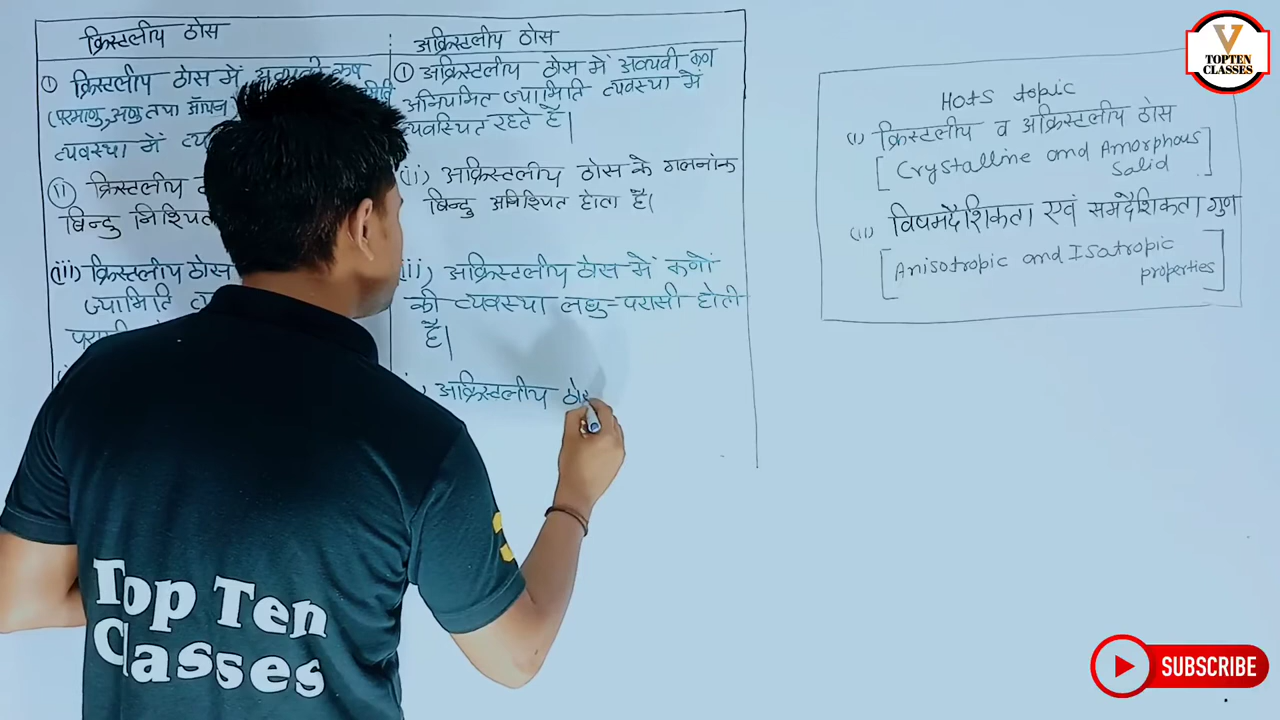 क्रिस्टलीय ठोस
① क्रिस्टलीय ठोस में
(परमाणु, अणु तथा ऑयन)
व्यवस्था में
(ii) क्रिस्टलीय
बिन्दु निश्चित
(iii) क्रिस्टलीय ठोस
ज्यामिति
अक्रिस्टलीय ठोस
① अक्रिस्टलीय ठोस में अवयवी कण
अनियमित ज्यामिति व्यवस्था में
व्यवस्थित रहते है।
(ii) अक्रिस्टलीय ठोस के गलनांक
बिन्दु अनिश्चित होता है।
(iii) अक्रिस्टलीय ठोस में कणो
की व्यवस्था लघु-परासी होती
है।
अक्रिस्टलीय ठोस
HOTS topic
(i) क्रिस्टलीय व अक्रिस्टलीय ठोस
[Crystalline and Amorphous
Solid]
(ii) विषमदैशिकता एवं समदैशिकता गुण
[Anisotropic and Isotropic
properties]
V
TOPTEN
CLASSES
Top Ten
Classes
SUBSCRIBE